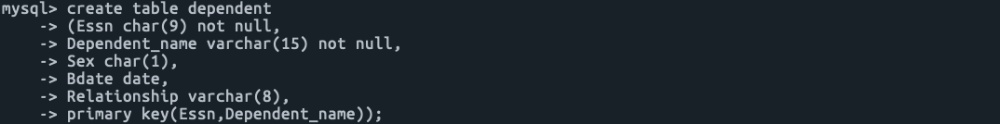 mysql> create table dependent
-> (Essn char(9) not null,
-> Dependent_name varchar(15) not null,
-> Sex char(1),
-> Bdate date,
-> Relationship varchar(8),
-> primary key(Essn,Dependent_name));